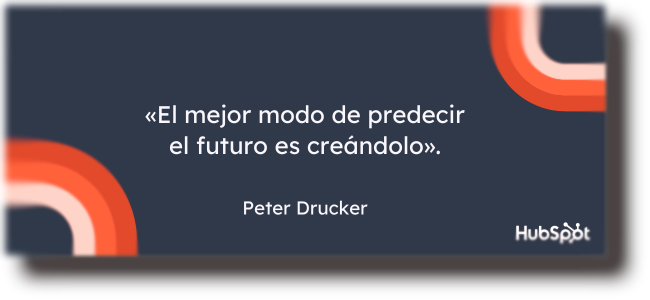 «El mejor modo de predecir
el futuro es creándolo».
Peter Drucker
HubSpot